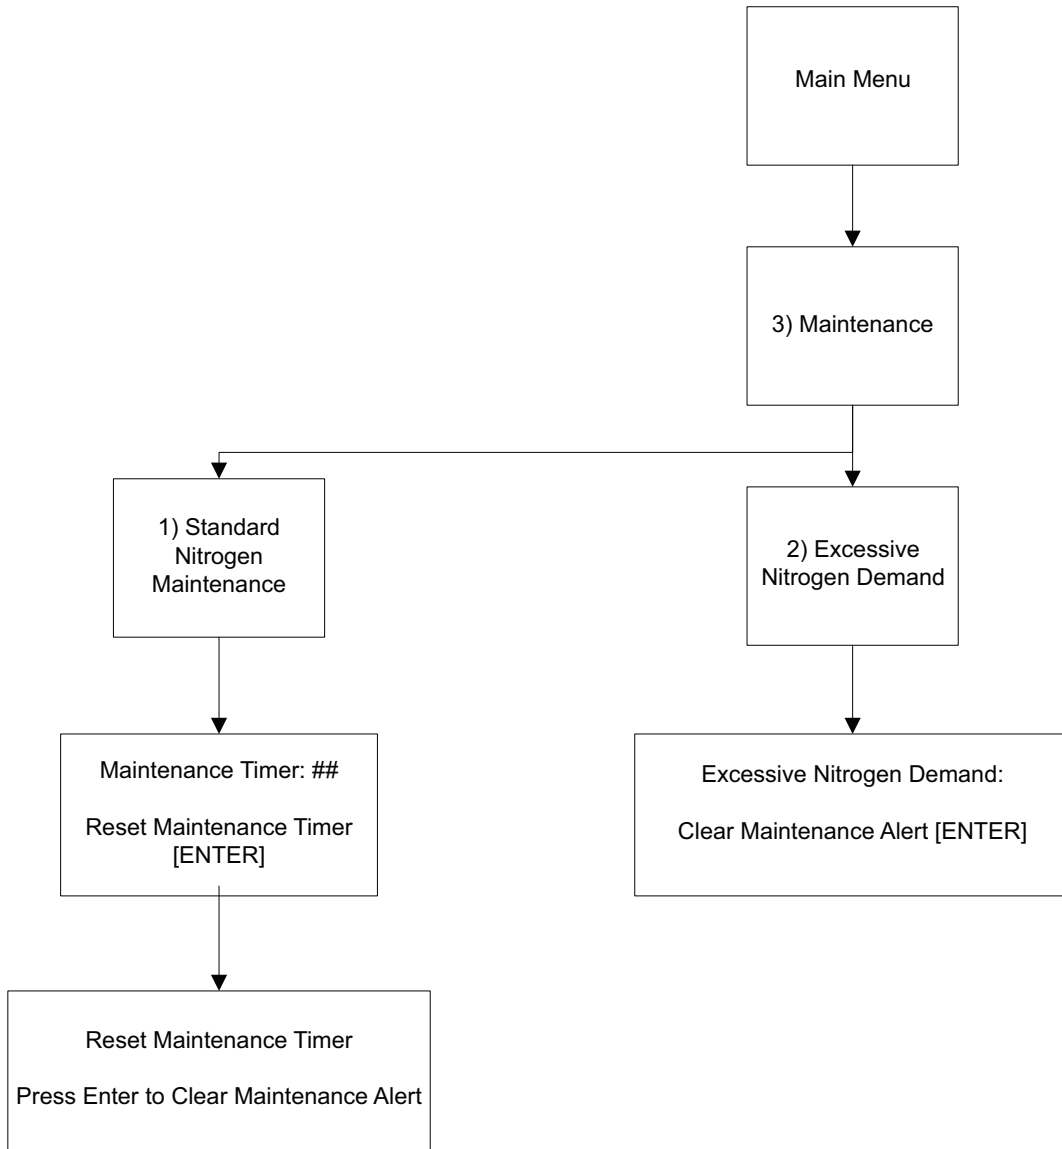 Main Menu
3) Maintenance
1) Standard
Nitrogen
Maintenance
2) Excessive
Nitrogen Demand
Maintenance Timer: ##
Reset Maintenance Timer
[ENTER]
Excessive Nitrogen Demand:
Clear Maintenance Alert [ENTER]
Reset Maintenance Timer
Press Enter to Clear Maintenance Alert